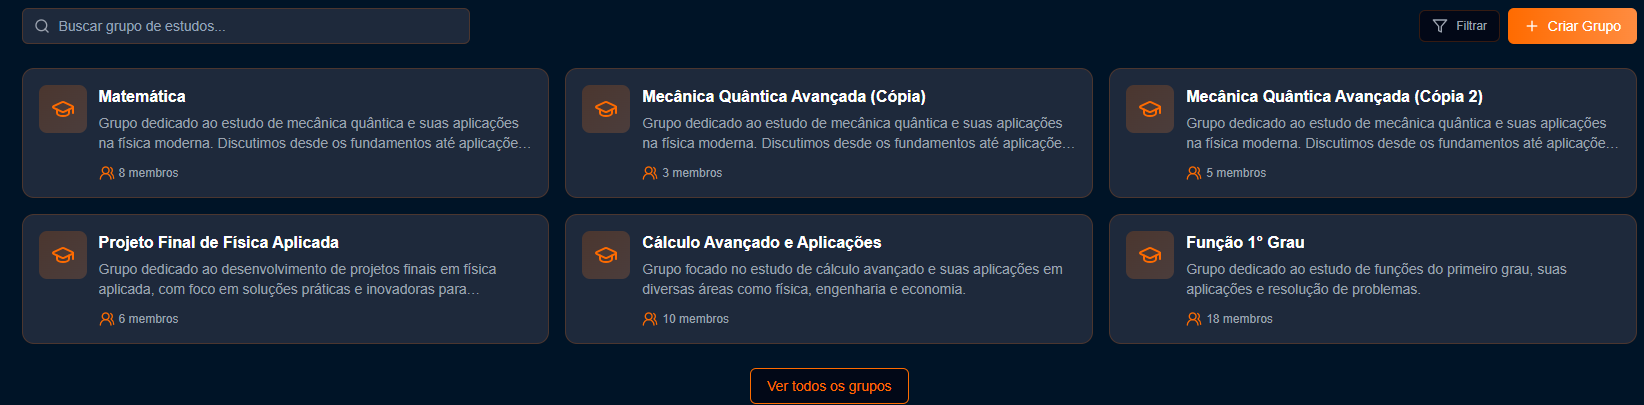 Buscar grupo de estudos...
Filtrar
Criar Grupo
Matemática
Grupo dedicado ao estudo de mecânica quântica e suas aplicações
na física moderna. Discutimos desde os fundamentos até aplicaçõe...
8 membros
Mecânica Quântica Avançada (Cópia)
Grupo dedicado ao estudo de mecânica quântica e suas aplicações
na física moderna. Discutimos desde os fundamentos até aplicaçõe...
3 membros
Mecânica Quântica Avançada (Cópia 2)
Grupo dedicado ao estudo de mecânica quântica e suas aplicações
na física moderna. Discutimos desde os fundamentos até aplicaçõe...
5 membros
Projeto Final de Física Aplicada
Grupo dedicado ao desenvolvimento de projetos finais em física
aplicada, com foco em soluções práticas e inovadoras para...
6 membros
Cálculo Avançado e Aplicações
Grupo focado no estudo de cálculo avançado e suas aplicações em
diversas áreas como física, engenharia e economia.
10 membros
Função 1º Grau
Grupo dedicado ao estudo de funções do primeiro grau, suas
aplicações e resolução de problemas.
18 membros
Ver todos os grupos